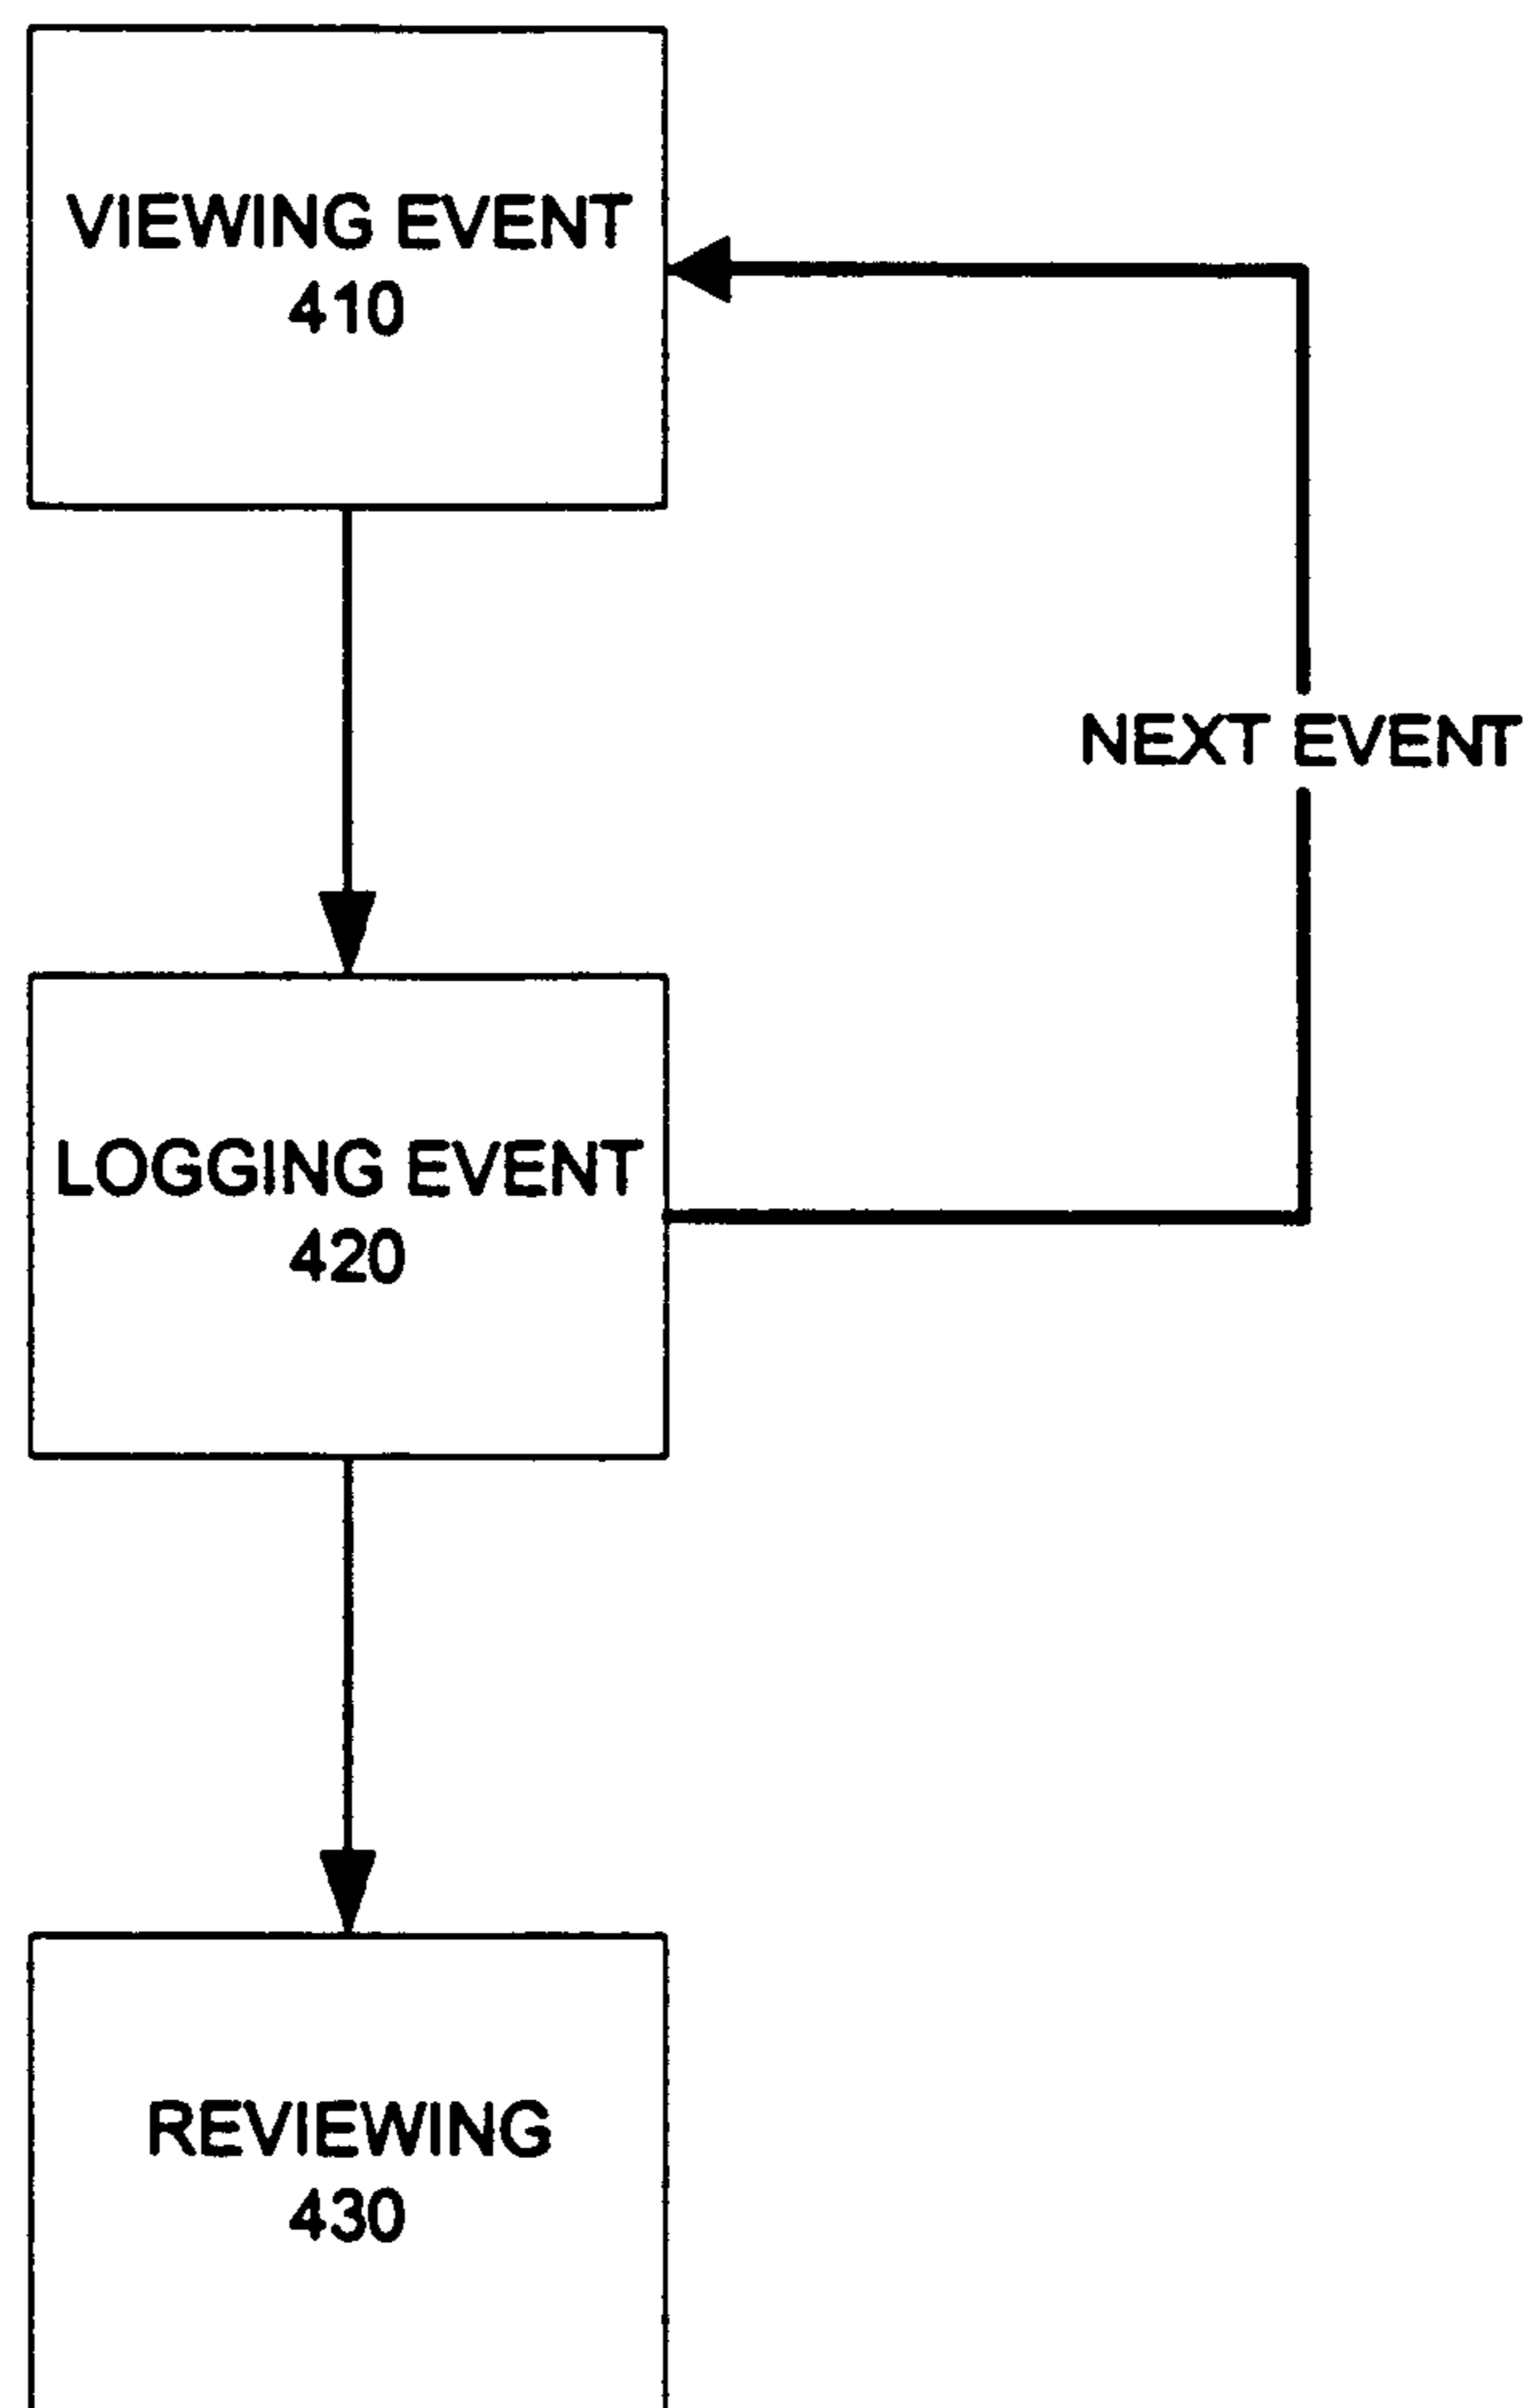 VIEWING EVENT
410
NEXT EVENT
LOGGING EVENT
420
REVIEWING
430